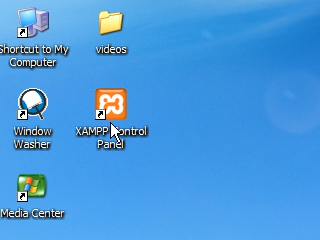 Shortcut to My
Computer
videos
Window
Washer
XAMPP Control
Panel
Media Center